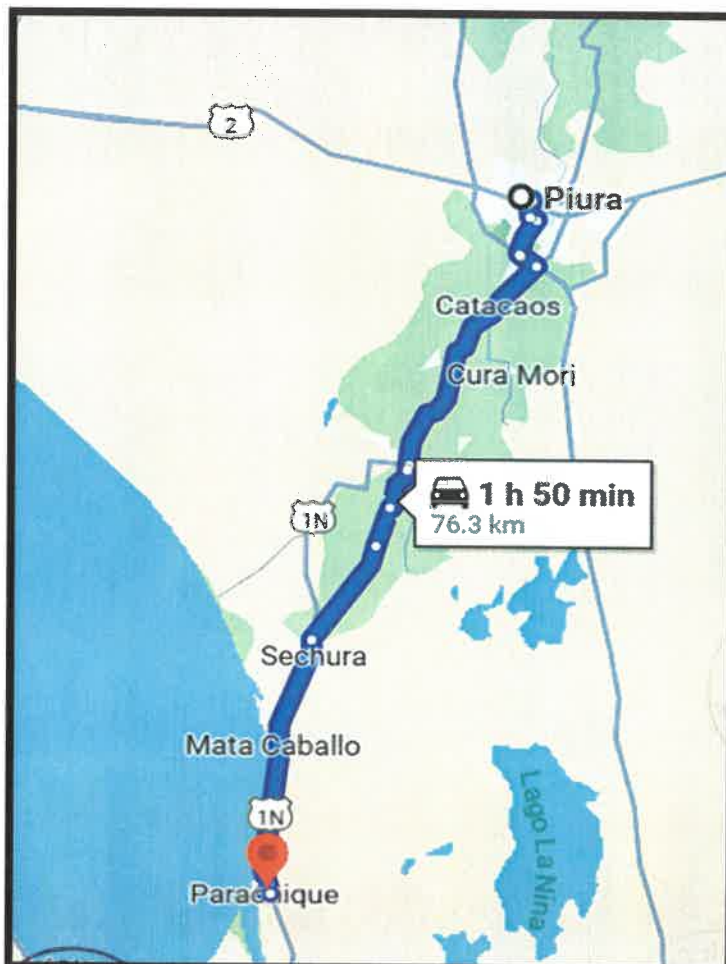 2
Piura
Catacaos
Cura Mori
1 h 50 min
76.3 km
1N
Sechura
Mata Caballo
1N
Parachique
Lago La Nina